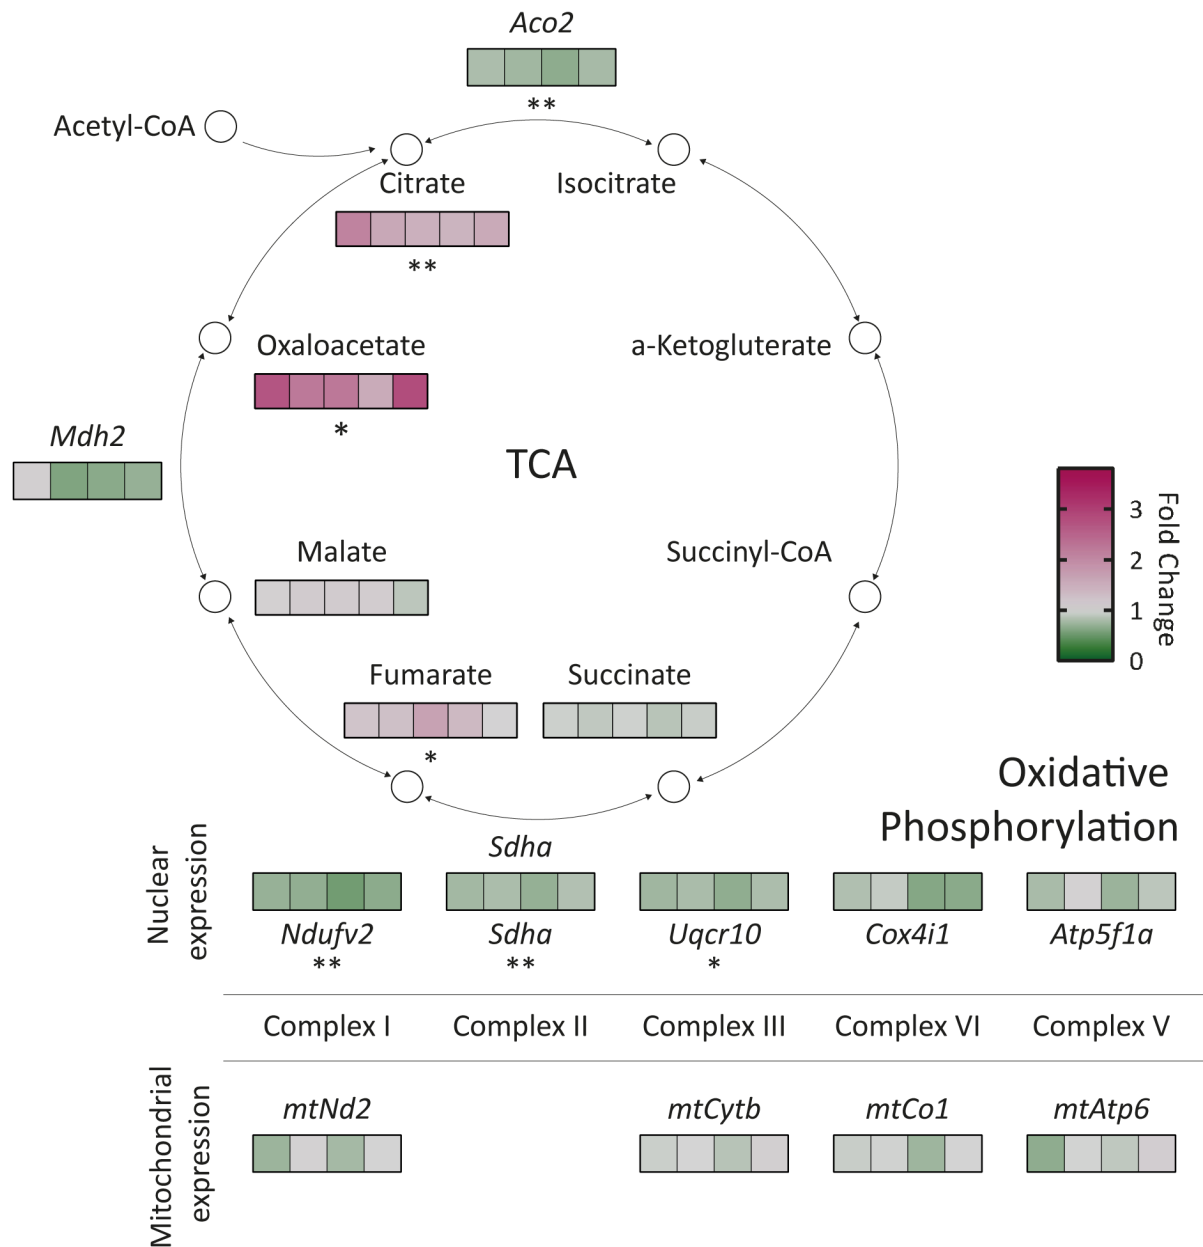 Aco2
**
Acetyl-CoA
Citrate
Isocitrate
**
Oxaloacetate
a-Ketogluterate
*
Mdh2
TCA
3
2
1
0
Fold Change
Malate
Succinyl-CoA
Fumarate
Succinate
*
Oxidative
Phosphorylation
Sdha
Nuclear
expression
Ndufv2
Sdha
Uqcr10
Cox4i1
Atp5f1a
**
**
*
Complex I
Complex II
Complex III
Complex VI
Complex V
Mitochondrial
expression
mtNd2
mtCytb
mtCo1
mtAtp6